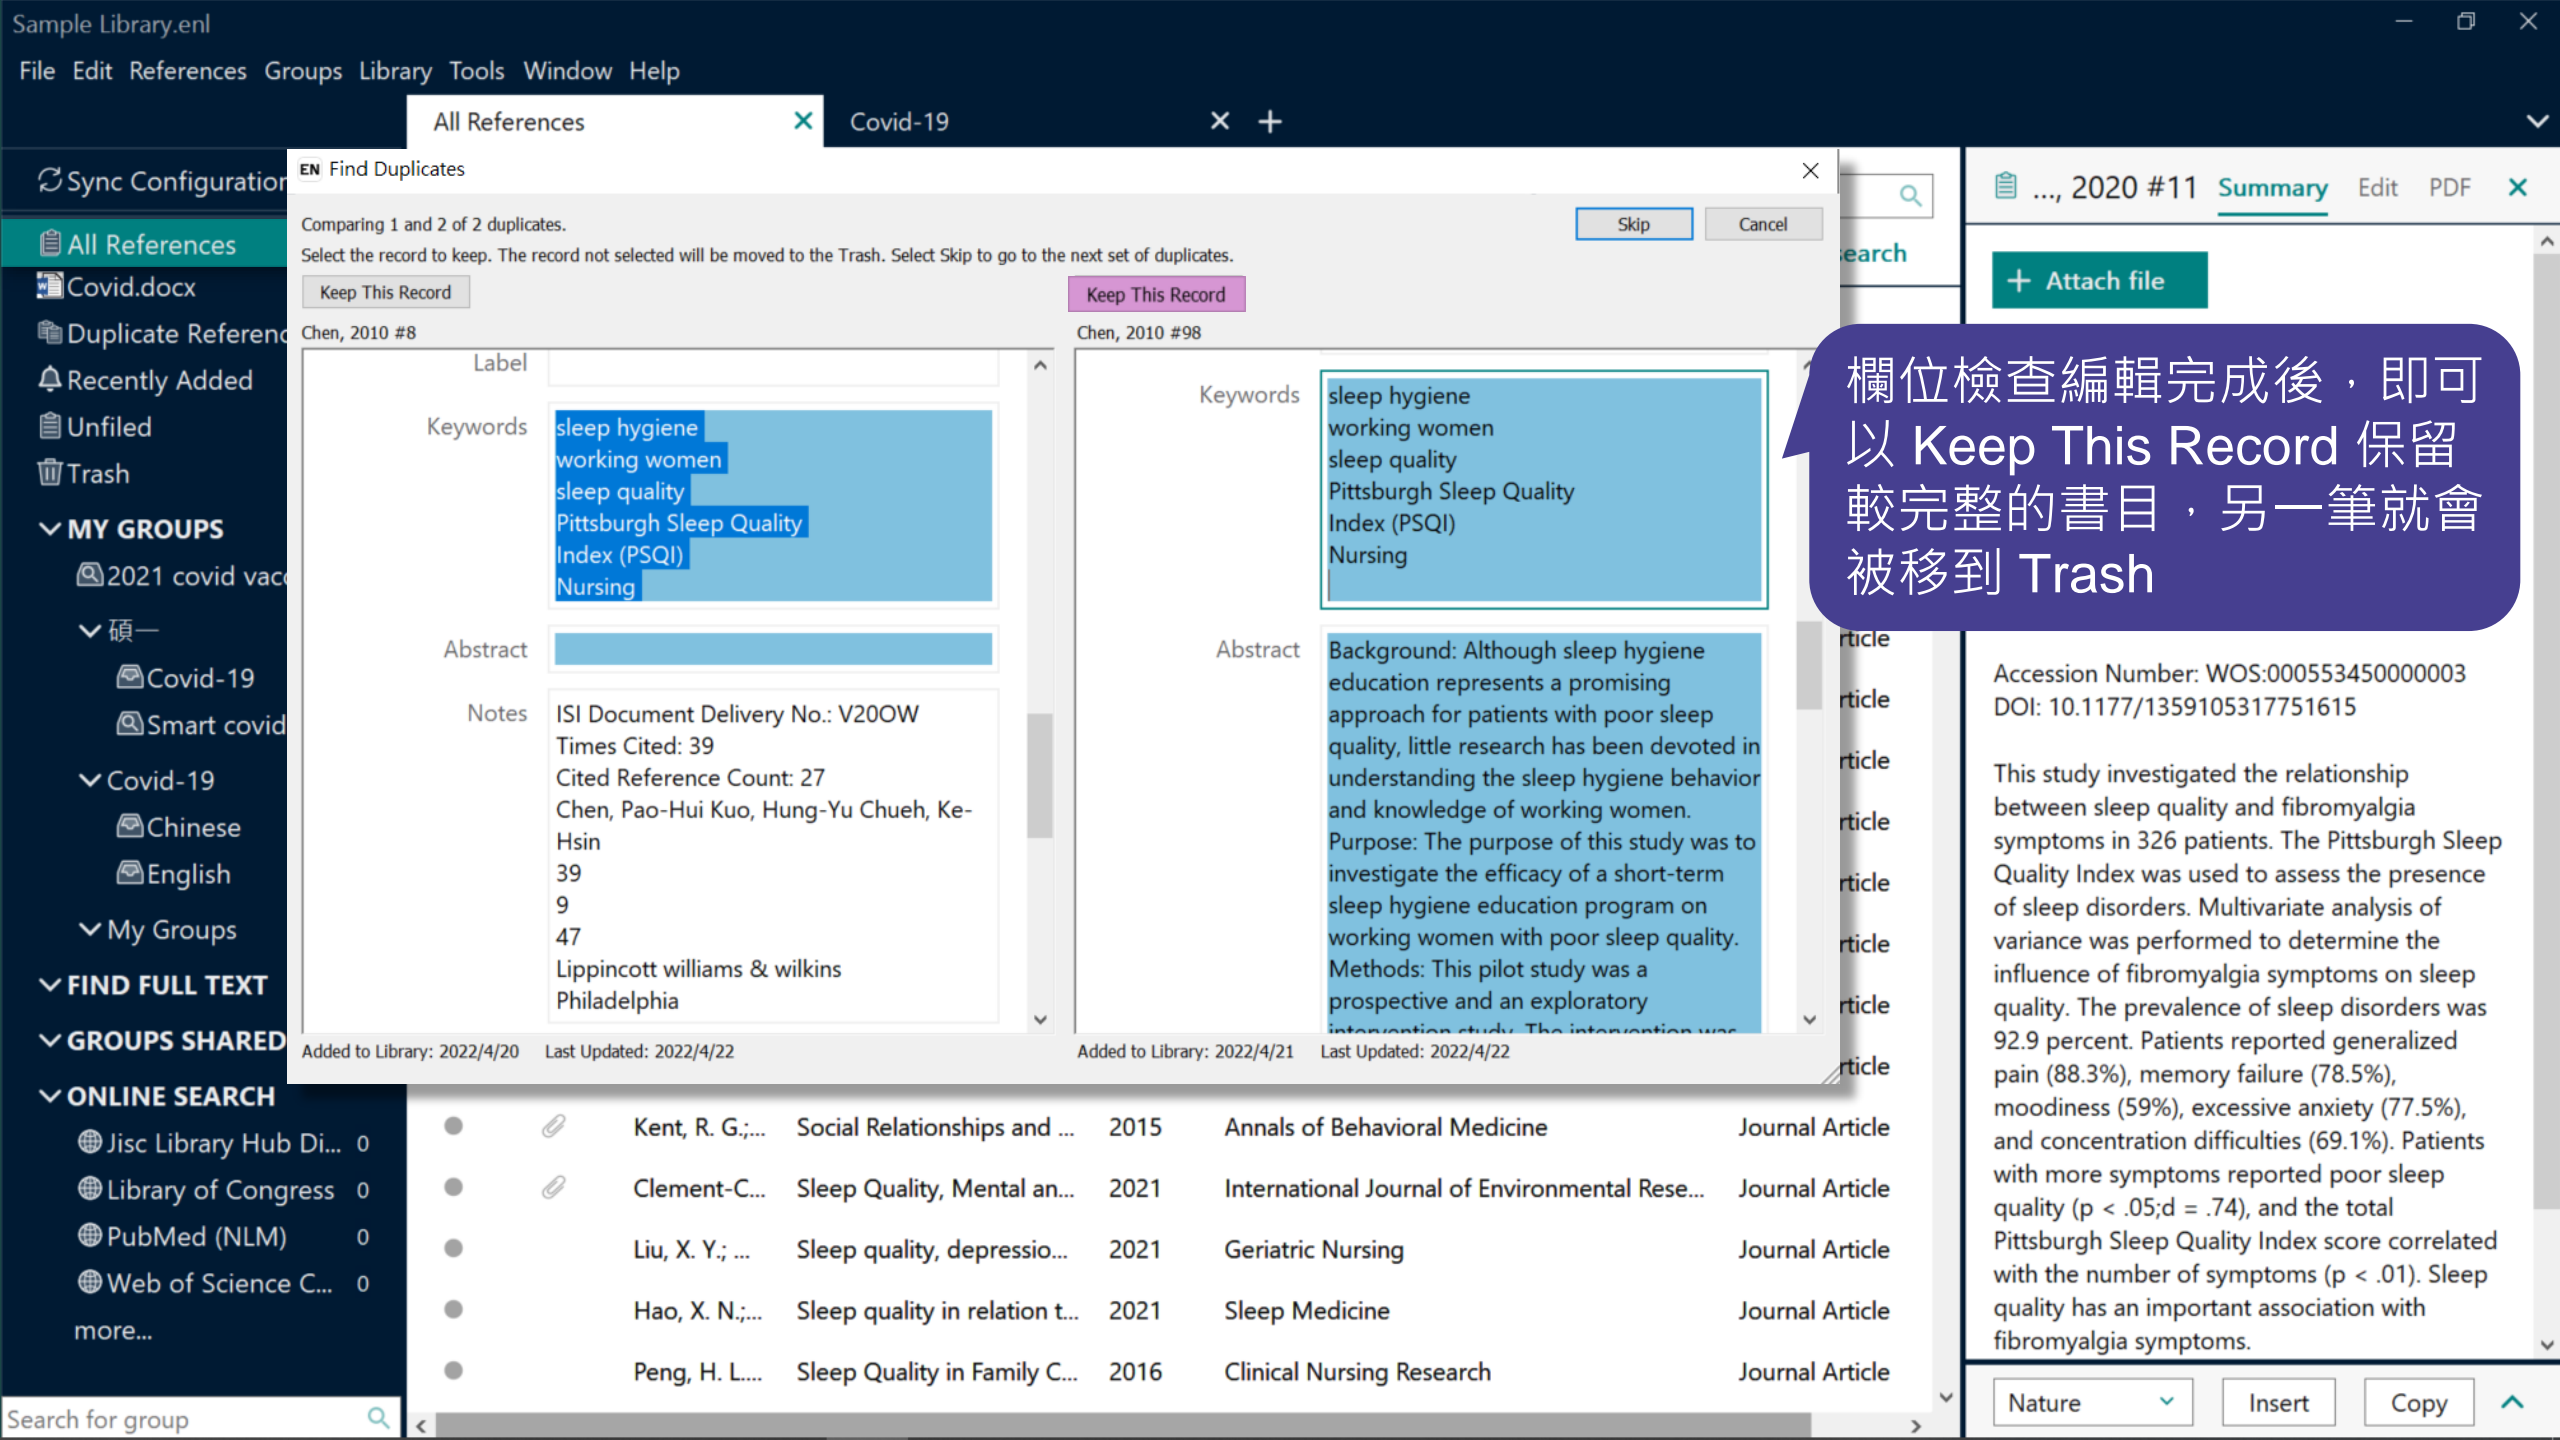 Sample Library.enl
File Edit References Groups Library Tools Window Help
All References
Covid-19
Sync Configuration
All References
Covid.docx
Duplicate Referenc
Recently Added
Unfiled
Trash
MY GROUPS
2021 covid vacc
碩一
Covid-19
Smart covid
Covid-19
Chinese
English
My Groups
FIND FULL TEXT
GROUPS SHARED
ONLINE SEARCH
Jisc Library Hub Di... 0
Library of Congress 0
PubMed (NLM) 0
Web of Science C... 0
more...
Search for group
EN Find Duplicates
Comparing 1 and 2 of 2 duplicates.
Skip Cancel
Select the record to keep. The record not selected will be moved to the Trash. Select Skip to go to the next set of duplicates.
Keep This Record
Chen, 2010 #8
Label
Keywords
sleep hygiene
working women
sleep quality
Pittsburgh Sleep Quality
Index (PSQI)
Nursing
Abstract
Notes
ISI Document Delivery No.: V20OW
Times Cited: 39
Cited Reference Count: 27
Chen, Pao-Hui Kuo, Hung-Yu Chueh, Ke-
Hsin
39
9
47
Lippincott williams & wilkins
Philadelphia
Added to Library: 2022/4/20 Last Updated: 2022/4/22
Keep This Record
Chen, 2010 #98
Keywords
sleep hygiene
working women
sleep quality
Pittsburgh Sleep Quality
Index (PSQI)
Nursing
Abstract
Background: Although sleep hygiene
education represents a promising
approach for patients with poor sleep
quality, little research has been devoted in
understanding the sleep hygiene behavior
and knowledge of working women.
Purpose: The purpose of this study was to
investigate the efficacy of a short-term
sleep hygiene education program on
working women with poor sleep quality.
Methods: This pilot study was a
prospective and an exploratory
intervention study. The intervention was
Added to Library: 2022/4/21 Last Updated: 2022/4/22
欄位檢查編輯完成後，即可
以 Keep This Record 保留
較完整的書目，另一筆就會
被移到 Trash
earch
rticle
rticle
rticle
rticle
rticle
rticle
rticle
rticle
Kent, R. G.;... Social Relationships and ... 2015 Annals of Behavioral Medicine Journal Article
Clement-C... Sleep Quality, Mental an... 2021 International Journal of Environmental Rese... Journal Article
Liu, X. Y.; ... Sleep quality, depressio... 2021 Geriatric Nursing Journal Article
Hao, X. N.;... Sleep quality in relation t... 2021 Sleep Medicine Journal Article
Peng, H. L.... Sleep Quality in Family C... 2016 Clinical Nursing Research Journal Article
..., 2020 #11 Summary Edit PDF
+ Attach file
Accession Number: WOS:000553450000003
DOI: 10.1177/1359105317751615
This study investigated the relationship
between sleep quality and fibromyalgia
symptoms in 326 patients. The Pittsburgh Sleep
Quality Index was used to assess the presence
of sleep disorders. Multivariate analysis of
variance was performed to determine the
influence of fibromyalgia symptoms on sleep
quality. The prevalence of sleep disorders was
92.9 percent. Patients reported generalized
pain (88.3%), memory failure (78.5%),
moodiness (59%), excessive anxiety (77.5%),
and concentration difficulties (69.1%). Patients
with more symptoms reported poor sleep
quality (p < .05;d = .74), and the total
Pittsburgh Sleep Quality Index score correlated
with the number of symptoms (p < .01). Sleep
quality has an important association with
fibromyalgia symptoms.
Nature Insert Copy